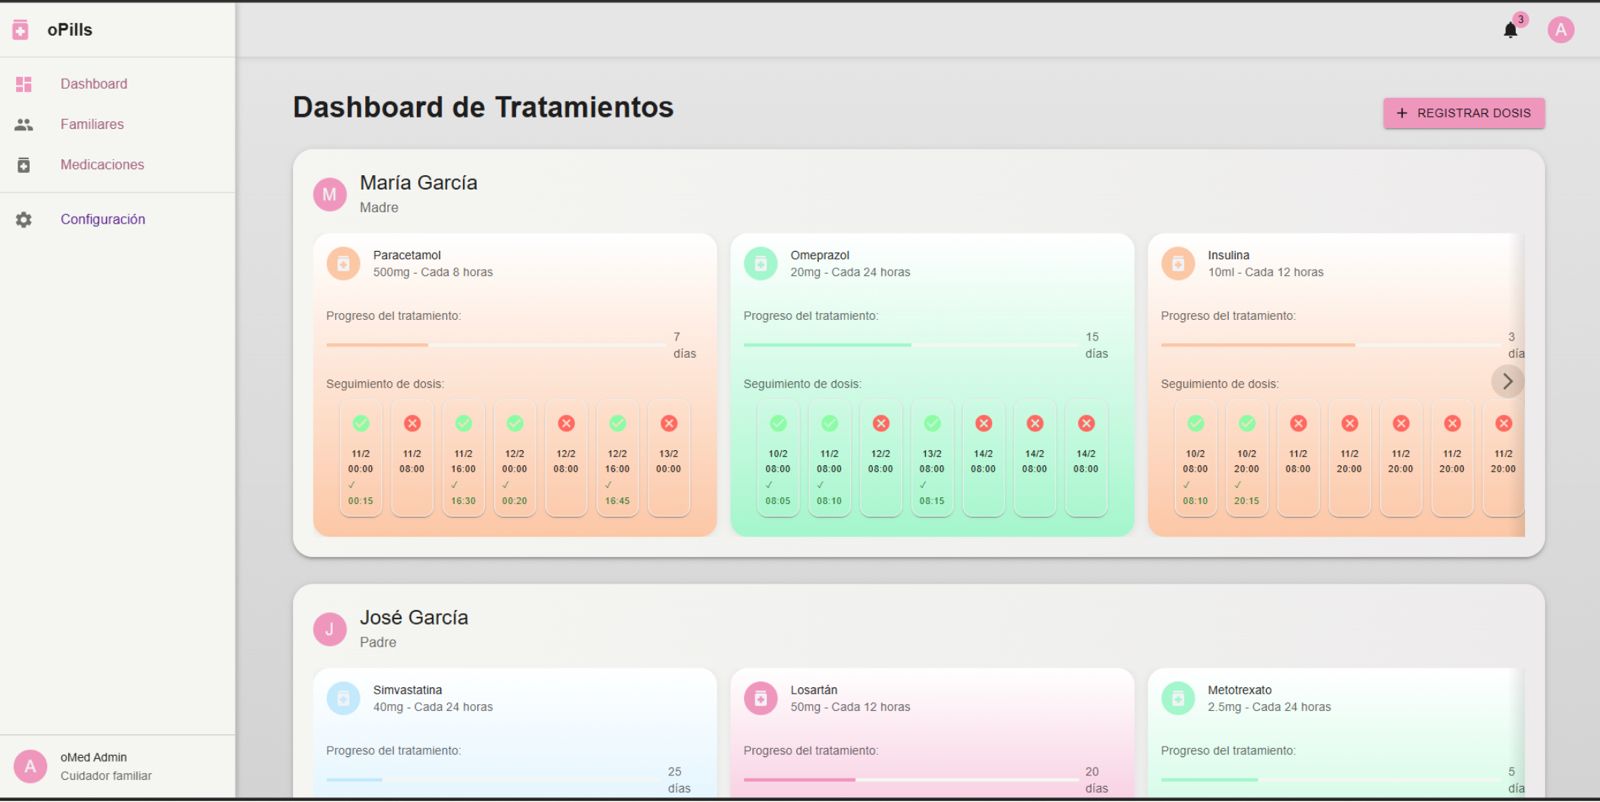 oPills
3
A
Dashboard
Familiares
Medicaciones
Configuración
Dashboard de Tratamientos
+ REGISTRAR DOSIS
M
María García
Madre
Paracetamol
500mg - Cada 8 horas
Progreso del tratamiento:
7
días
Seguimiento de dosis:
11/2 11/2 11/2 12/2 12/2 12/2 13/2
00:00 08:00 16:00 00:00 08:00 16:00 00:00
✓ ✓ ✓ ✓
00:15 16:30 00:20 16:45
Omeprazol
20mg - Cada 24 horas
Progreso del tratamiento:
15
días
Seguimiento de dosis:
10/2 11/2 12/2 13/2 14/2 14/2 14/2
08:00 08:00 08:00 08:00 08:00 08:00 08:00
✓ ✓ ✓
08:05 08:10 08:15
Insulina
10ml - Cada 12 horas
Progreso del tratamiento:
3
día
Seguimiento de dosis:
10/2 10/2 11/2 11/2 11/2 11/2 11/2
08:00 20:00 08:00 20:00 20:00 20:00 20:00
✓ ✓
08:10 20:15
J
José García
Padre
Simvastatina
40mg - Cada 24 horas
Progreso del tratamiento:
25
días
Losartán
50mg - Cada 12 horas
Progreso del tratamiento:
20
días
Metotrexato
2.5mg - Cada 24 horas
Progreso del tratamiento:
5
día
A
oMed Admin
Cuidador familiar